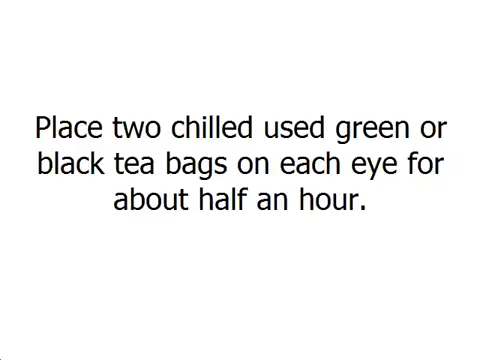 Place two chilled used green or
black tea bags on each eye for
about half an hour.